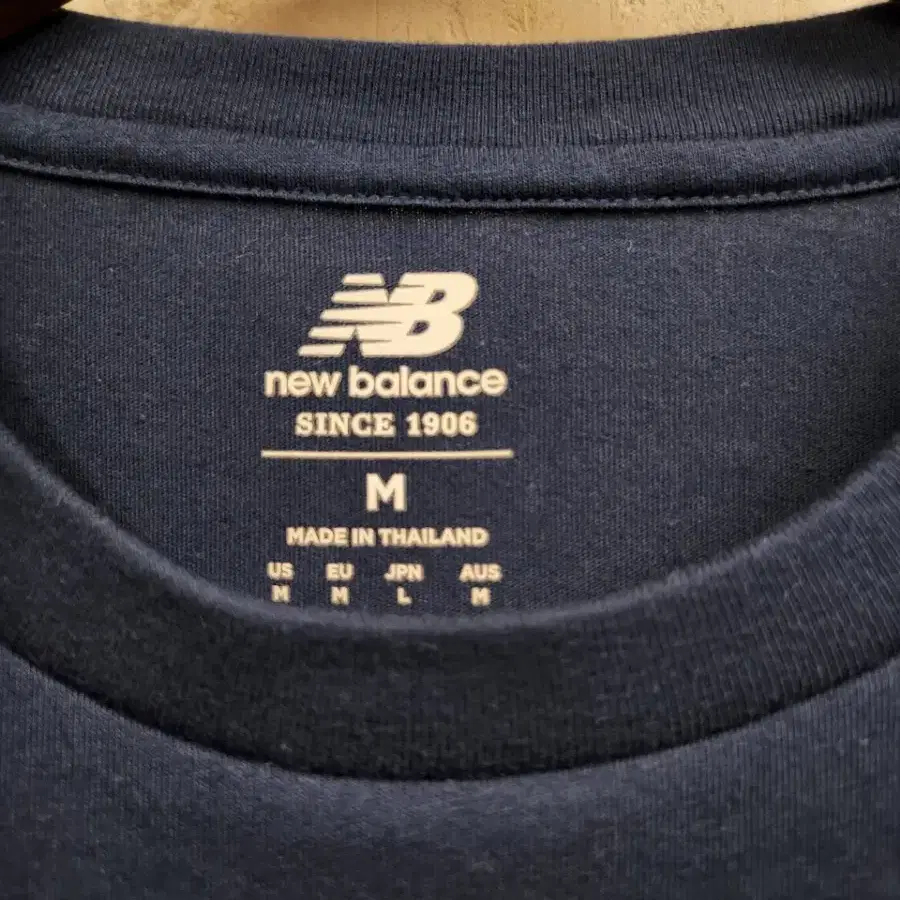 NB
new balance
SINCE 1906
M
MADE IN THAILAND
US EU JPN AUS
M M L M